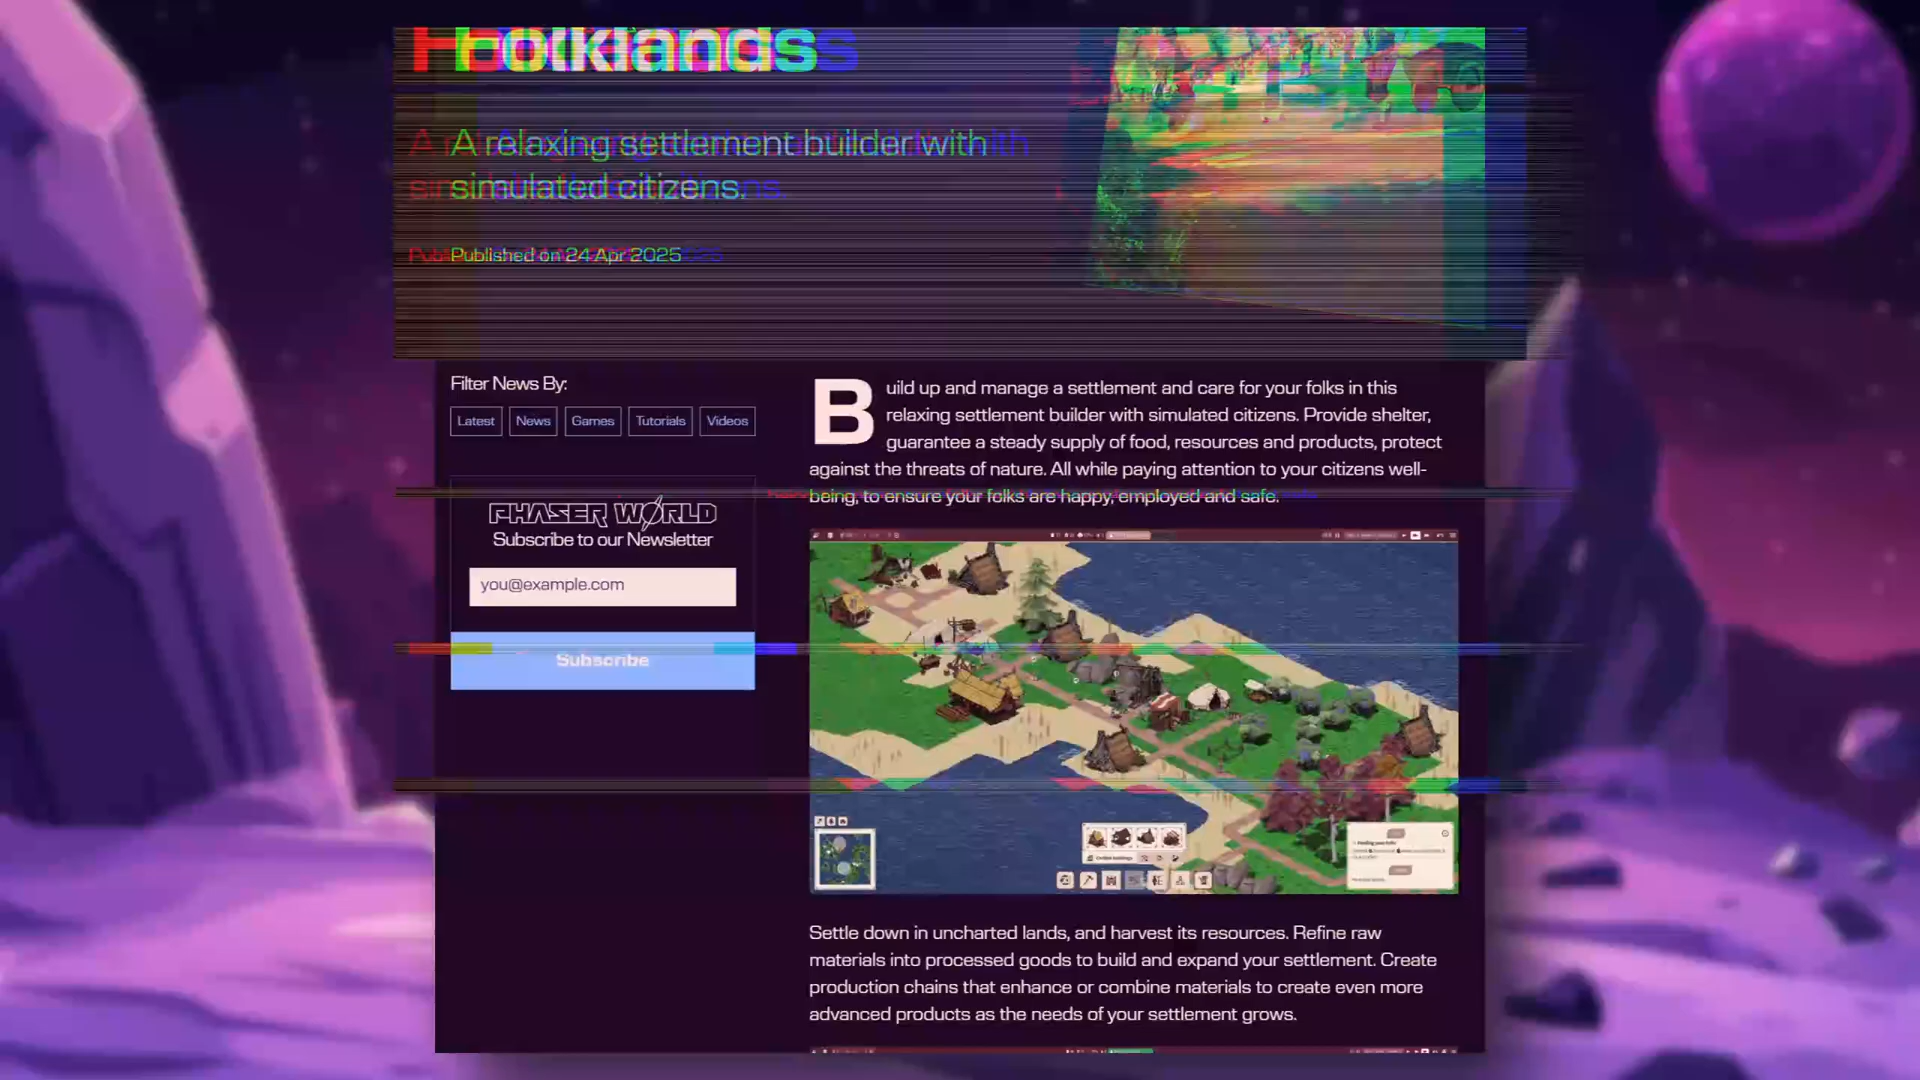 Folklands
A relaxing settlement builder with
simulated citizens.
Published on 24 Apr 2025
Filter News By:
Latest
News
Games
Tutorials
Videos
PHASER WORLD
Subscribe to our Newsletter
you@example.com
Subscribe
Build up and manage a settlement and care for your folks in this
relaxing settlement builder with simulated citizens. Provide shelter,
guarantee a steady supply of food, resources and products, protect
against the threats of nature. All while paying attention to your citizens well-
being, to ensure your folks are happy, employed and safe.
Settle down in uncharted lands, and harvest its resources. Refine raw
materials into processed goods to build and expand your settlement. Create
production chains that enhance or combine materials to create even more
advanced products as the needs of your settlement grows.